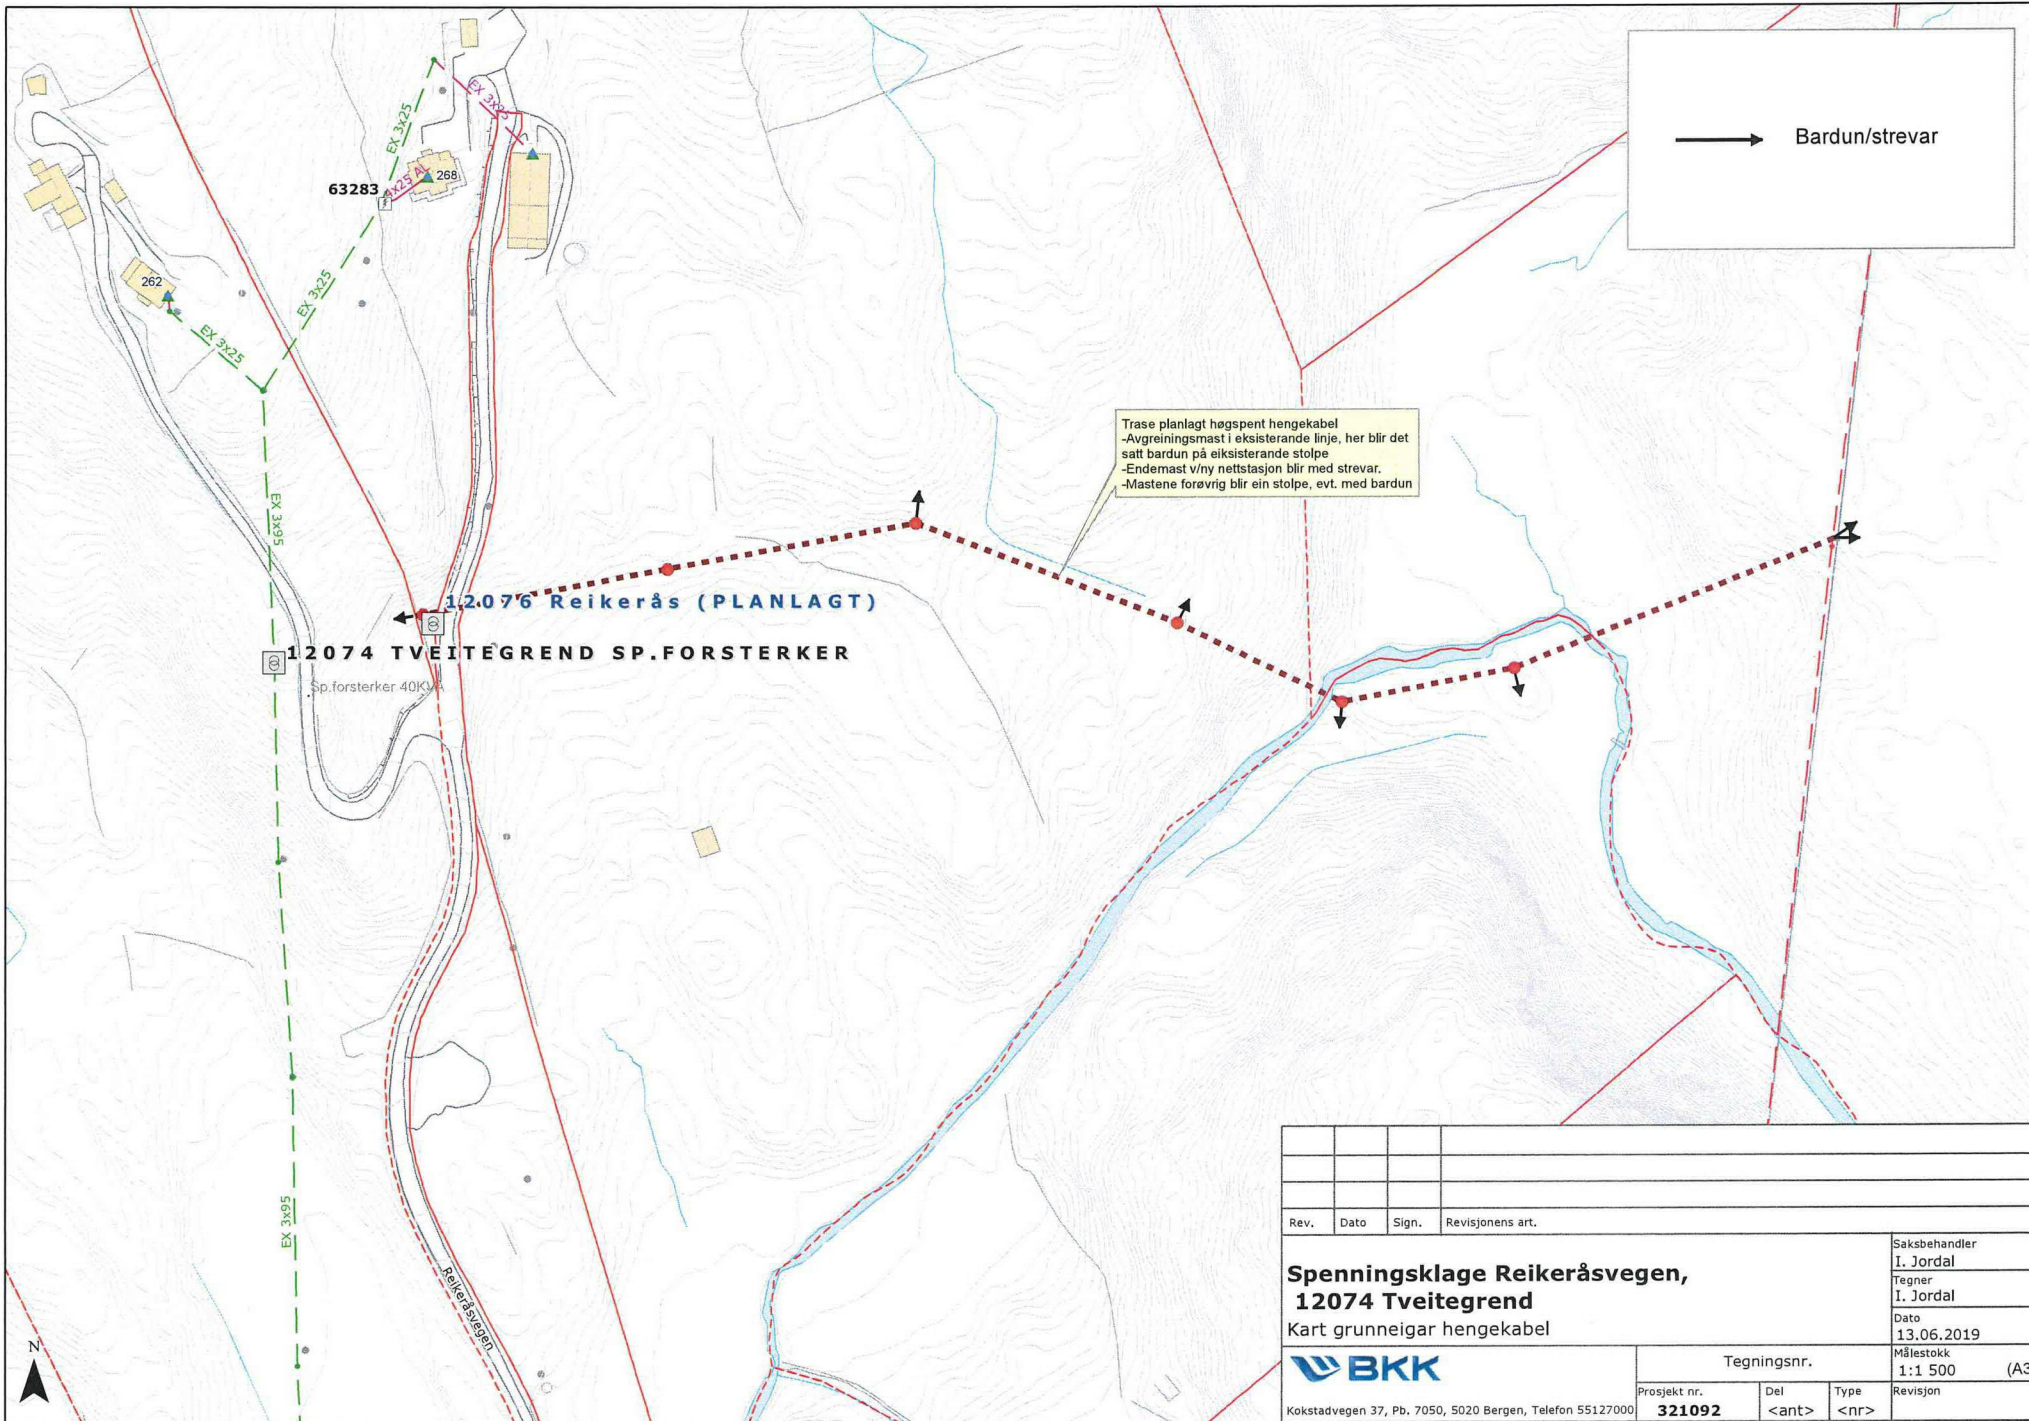 Bardun/strevar
EX 3x25
EX 3x25
63283
4x25 AL
268
262
EX 3x25
EX 3x25
Trase planlagt høgspent hengekabel
-Avgreiningsmast i eksisterande linje, her blir det
satt bardun på eiksisterande stolpe
-Endemast v/ny nettstasjon blir med strevar.
-Mastene forøvrig blir ein stolpe, evt. med bardun
EX 3x95
12076 Reikerås (PLANLAGT)
12074 TVEITEGREND SP.FORSTERKER
Sp.forsterker 40KVA
EX 3x95
Reikeråsvegen
N
Rev. Dato Sign. Revisjonens art.
Spenningsklage Reikeråsvegen,
12074 Tveitegrend
Kart grunneigar hengekabel
Saksbehandler
I. Jordal
Tegner
I. Jordal
Dato
13.06.2019
Målestokk
1:1 500 (A3
BKK
Kokstadvegen 37, Pb. 7050, 5020 Bergen, Telefon 55127000
Tegningsnr.
Prosjekt nr. Del Type Revisjon
321092 <ant> <nr>